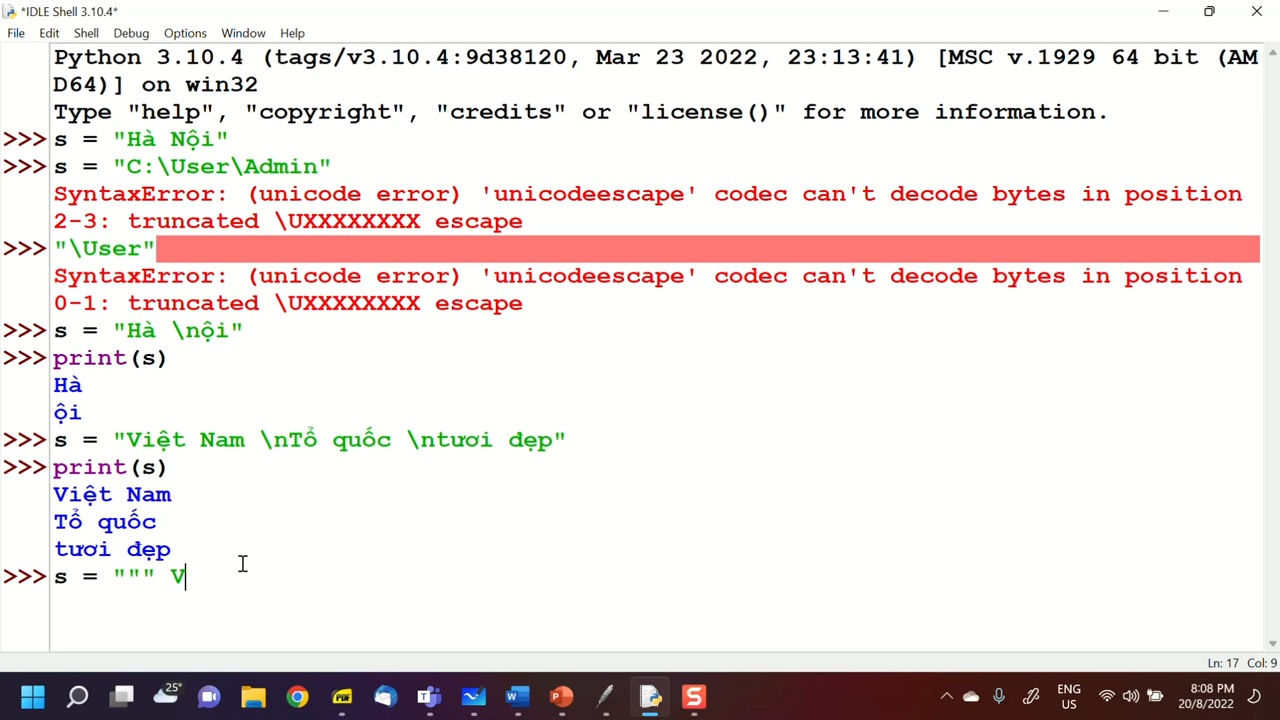 *IDLE Shell 3.10.4*
File Edit Shell Debug Options Window Help
Python 3.10.4 (tags/v3.10.4:9d38120, Mar 23 2022, 23:13:41) [MSC v.1929 64 bit (AM
D64)] on win32
Type "help", "copyright", "credits" or "license()" for more information.
>>> s = "Hà Nội"
>>> s = "C:\User\Admin"
SyntaxError: (unicode error) 'unicodeescape' codec can't decode bytes in position
2-3: truncated \UXXXXXXXX escape
>>> "\User"
SyntaxError: (unicode error) 'unicodeescape' codec can't decode bytes in position
0-1: truncated \UXXXXXXXX escape
>>> s = "Hà \nội"
>>> print(s)
Hà
ội
>>> s = "Việt Nam \nTổ quốc \ntươi đẹp"
>>> print(s)
Việt Nam
Tổ quốc
tươi đẹp
>>> s = """ V
Ln: 17 Col: 9
25°
PDF
ENG
US
8:08 PM
20/8/2022